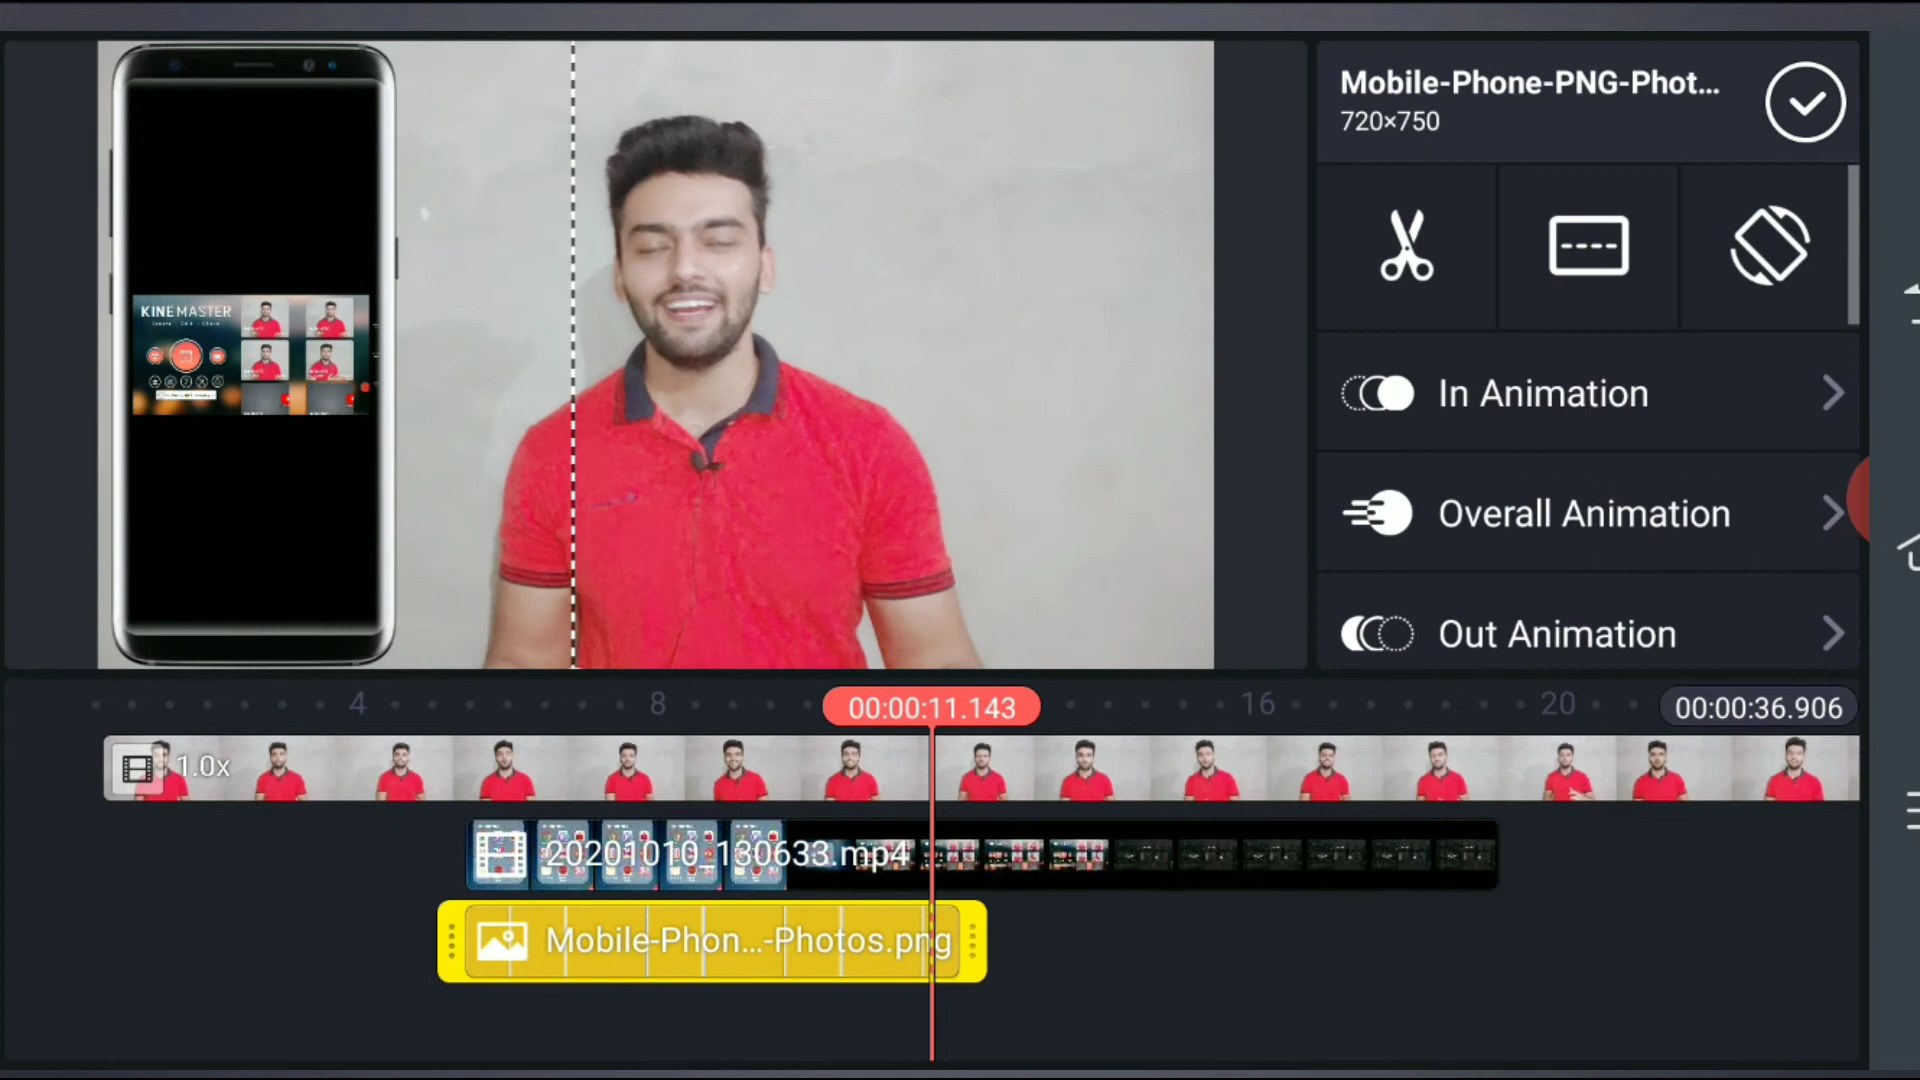 Mobile-Phone-PNG-Phot...
720×750
KINEMASTER
In Animation
Overall Animation
Out Animation
4
8
00:00:11.143
16
20
00:00:36.906
1.0x
20201010_130633.mp4
Mobile-Phon...-Photos.png